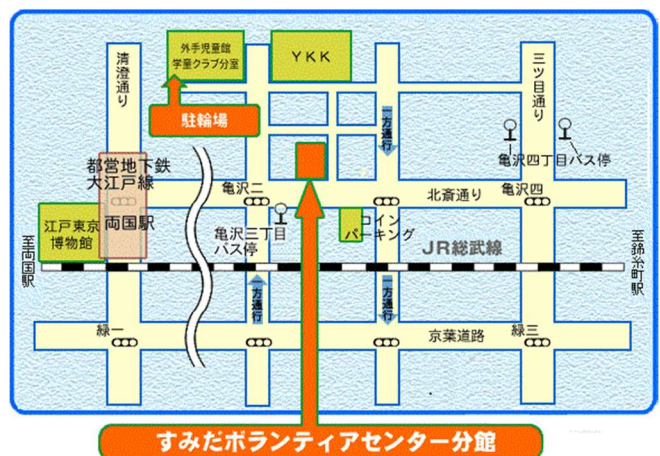 外手児童館
学童クラブ分室
YKK
清澄通り
三ツ目通り
駐輪場
一方通行
都営地下鉄
大江戸線
両国駅
亀沢四丁目バス停
亀沢二
北斎通り
亀沢四
江戸東京
博物館
亀沢三丁目
バス停
コイン
パーキング
JR総武線
至両国駅
至錦糸町駅
一方通行
一方通行
緑一
京葉道路
緑三
すみだボランティアセンター分館